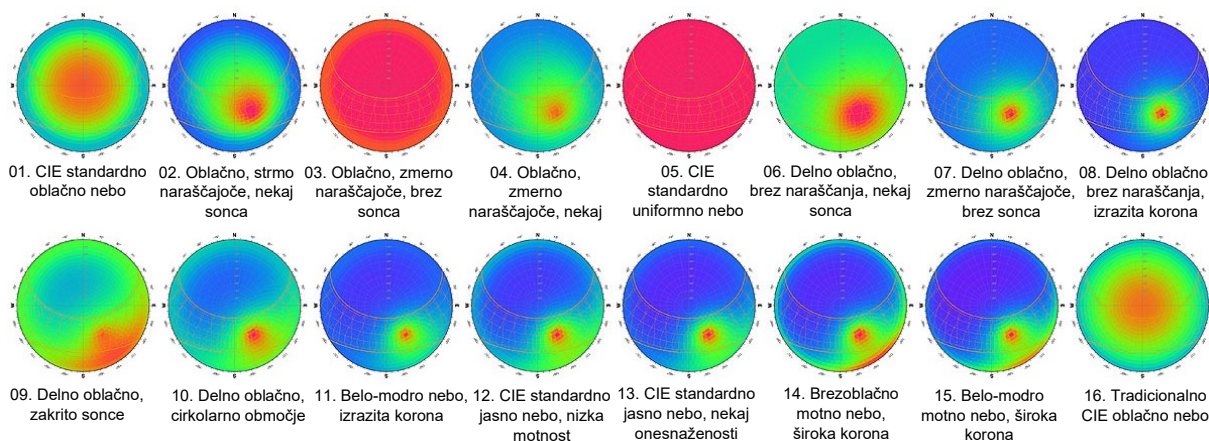 01. CIE standardno
oblačno nebo
02. Oblačno, strmo
naraščajoče, nekaj
sonca
03. Oblačno, zmerno
naraščajoče, brez
sonca
04. Oblačno,
zmerno
naraščajoče, nekaj
05. CIE
standardno
uniformno nebo
06. Delno oblačno,
brez naraščanja, nekaj
sonca
07. Delno oblačno,
zmerno naraščajoče,
brez sonca
08. Delno oblačno
brez naraščanja,
izrazita korona
09. Delno oblačno,
zakrito sonce
10. Delno oblačno,
cirkolarno območje
11. Belo-modro nebo,
izrazita korona
12. CIE standardno
jasno nebo, nizka
motnost
13. CIE standardno
jasno nebo, nekaj
onesnaženosti
14. Brezoblačno
motno nebo,
široka korona
15. Belo-modro
motno nebo, široka
korona
16. Tradicionalno
CIE oblačno nebo